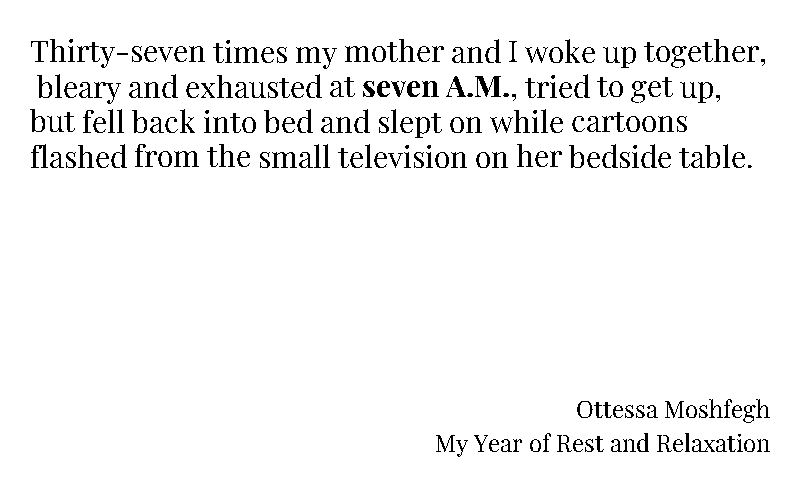 Thirty-seven times my mother and I woke up together,
bleary and exhausted at seven A.M., tried to get up,
but fell back into bed and slept on while cartoons
flashed from the small television on her bedside table.
Ottessa Moshfegh
My Year of Rest and Relaxation